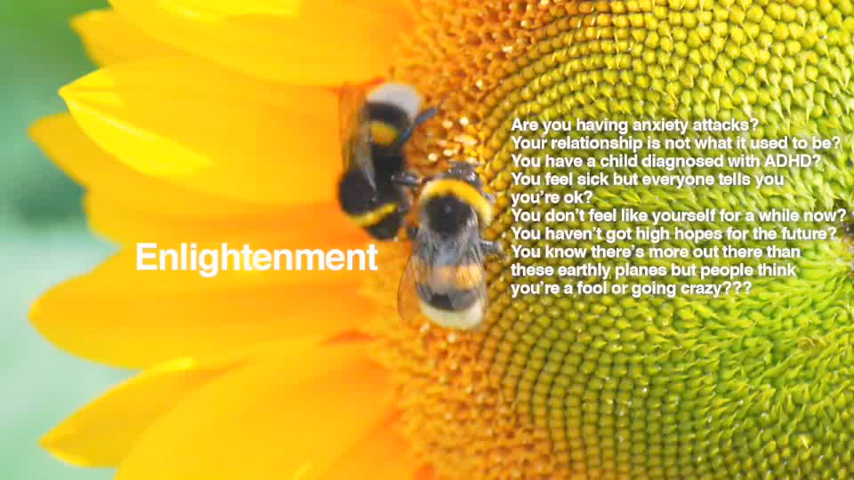 Enlightenment
Are you having anxiety attacks?
Your relationship is not what it used to be?
You have a child diagnosed with ADHD?
You feel sick but everyone tells you
you're ok?
You don't feel like yourself for a while now?
You haven't got high hopes for the future?
You know there's more out there than
these earthly planes but people think
you're a fool or going crazy???